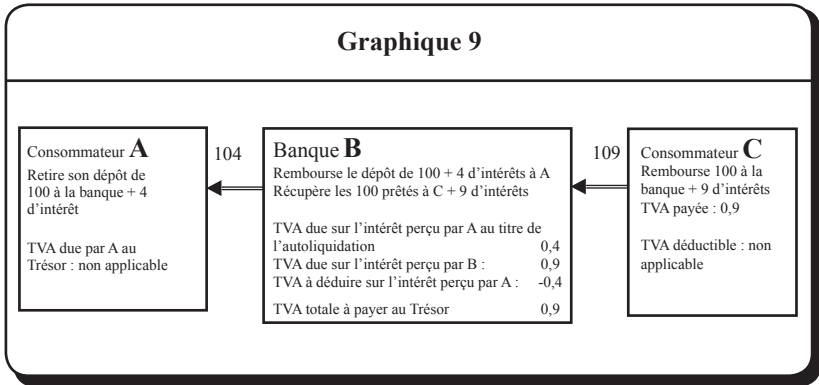 Graphique 9
Consommateur A
Retire son dépôt de
100 à la banque + 4
d'intérêt
TVA due par A au
Trésor : non applicable
104
Banque B
Rembourse le dépôt de 100 + 4 d'intérêts à A
Récupère les 100 prêtés à C + 9 d'intérêts
TVA due sur l'intérêt perçu par A au titre de
l'autoliquidation 0,4
TVA due sur l'intérêt perçu par B : 0,9
TVA à déduire sur l'intérêt perçu par A : -0,4
TVA totale à payer au Trésor 0,9
109
Consommateur C
Rembourse 100 à la
banque + 9 d'intérêts
TVA payée : 0,9
TVA déductible : non
applicable